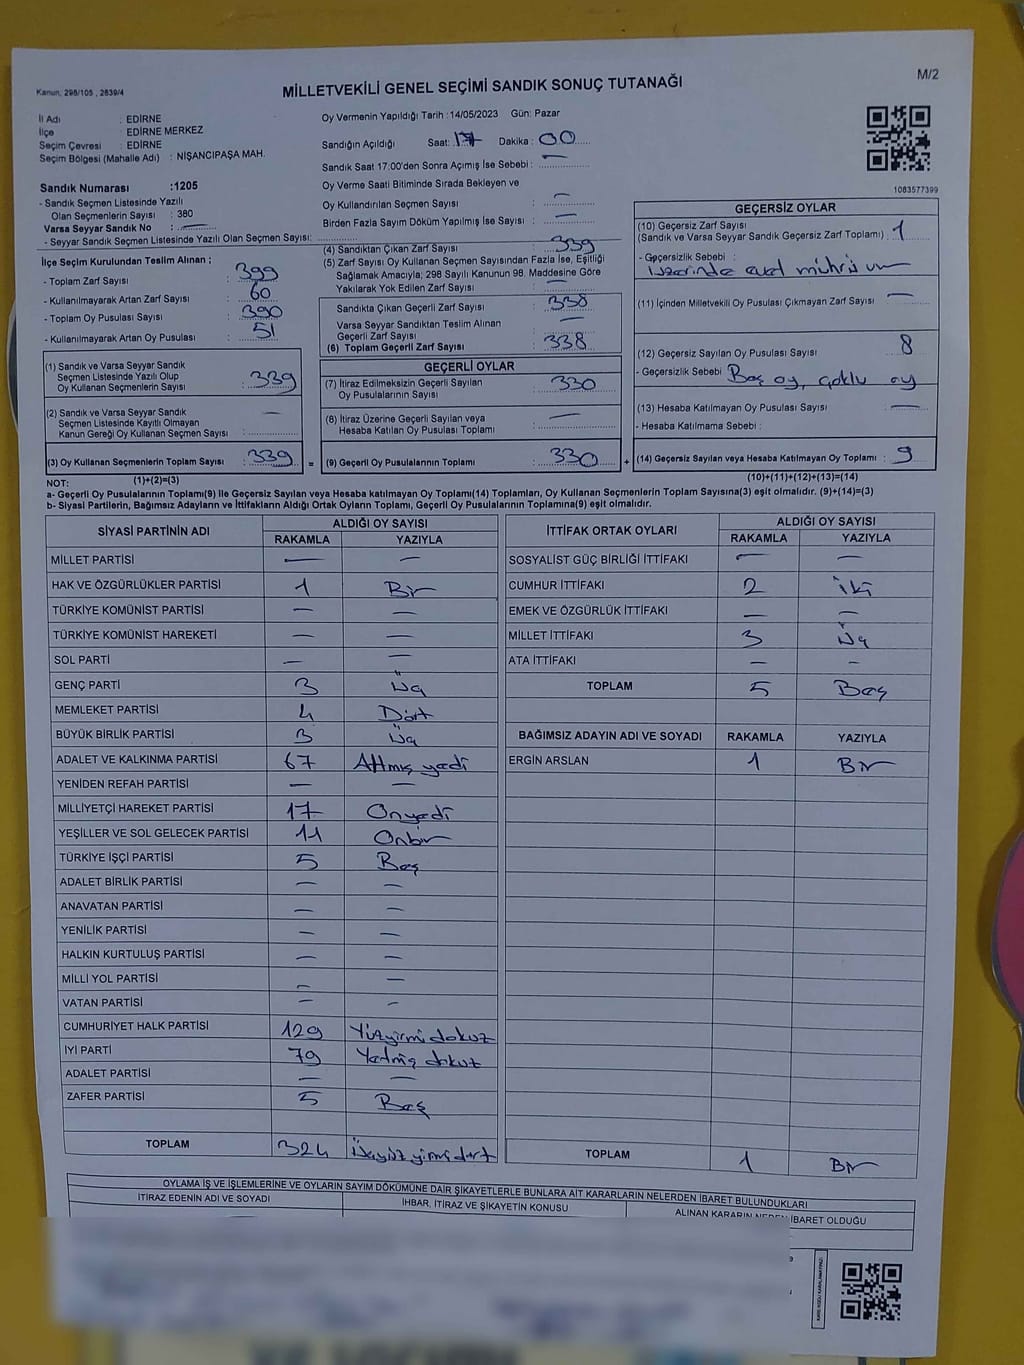 M/2
Kanun, 298/105 , 2839/4
MİLLETVEKİLİ GENEL SEÇİMİ SANDIK SONUÇ TUTANAĞI
İl Adı : EDİRNE
İlçe : EDİRNE MERKEZ
Seçim Çevresi : EDİRNE
Seçim Bölgesi (Mahalle Adı) : NİŞANCIPAŞA MAH.
Oy Vermenin Yapıldığı Tarih :14/05/2023 Gün: Pazar
Sandığın Açıldığı Saat: 17 Dakika : 00
Sandık Saat 17:00'den Sonra Açımış İse Sebebi : —
Oy Verme Saati Bitiminde Sırada Bekleyen ve
Oy Kullandırılan Seçmen Sayısı : —
Birden Fazla Sayım Döküm Yapılmış İse Sayısı : —
1083577399
Sandık Numarası :1205
- Sandık Seçmen Listesinde Yazılı
Olan Seçmenlerin Sayısı : 380
Varsa Seyyar Sandık No : —
- Seyyar Sandık Seçmen Listesinde Yazılı Olan Seçmen Sayısı:
İlçe Seçim Kurulundan Teslim Alınan ;
- Toplam Zarf Sayısı : 399
- Kullanılmayarak Artan Zarf Sayısı : 60
- Toplam Oy Pusulası Sayısı : 390
- Kullanılmayarak Artan Oy Pusulası : 51
(4) Sandıktan Çıkan Zarf Sayısı : 339
(5) Zarf Sayısı Oy Kullanan Seçmen Sayısından Fazla İse, Eşitliği
Sağlamak Amacıyla; 298 Sayılı Kanunun 98. Maddesine Göre
Yakılarak Yok Edilen Zarf Sayısı : —
Sandıkta Çıkan Geçerli Zarf Sayısı : 338
Varsa Seyyar Sandıktan Teslim Alınan
Geçerli Zarf Sayısı : —
(6) Toplam Geçerli Zarf Sayısı : 338
GEÇERSİZ OYLAR
(10) Geçersiz Zarf Sayısı
(Sandık ve Varsa Seyyar Sandık Geçersiz Zarf Toplamı) : 1
- Geçersizlik Sebebi :
Üzerinde evet mührü var
(11) İçinden Milletvekili Oy Pusulası Çıkmayan Zarf Sayısı : —
(12) Geçersiz Sayılan Oy Pusulası Sayısı : 8
- Geçersizlik Sebebi : Boş oy, çoklu oy
(13) Hesaba Katılmayan Oy Pusulası Sayısı : —
- Hesaba Katılmama Sebebi :
(14) Geçersiz Sayılan veya Hesaba Katılmayan Oy Toplamı : 9
(1) Sandık ve Varsa Seyyar Sandık
Seçmen Listesinde Yazılı Olup
Oy Kullanan Seçmenlerin Sayısı : 339
(2) Sandık ve Varsa Seyyar Sandık
Seçmen Listesinde Kayıtlı Olmayan
Kanun Gereği Oy Kullanan Seçmen Sayısı : —
(3) Oy Kullanan Seçmenlerin Toplam Sayısı : 339 =
GEÇERLİ OYLAR
(7) İtiraz Edilmeksizin Geçerli Sayılan
Oy Pusulalarının Sayısı : 330
(8) İtiraz Üzerine Geçerli Sayılan veya
Hesaba Katılan Oy Pusulası Toplamı : —
(9) Geçerli Oy Pusulalarının Toplamı : 330 +
NOT: (1)+(2)=(3) (10)+(11)+(12)+(13)=(14)
a- Geçerli Oy Pusulalarının Toplamı(9) ile Geçersiz Sayılan veya Hesaba katılmayan Oy Toplamı(14) Toplamları, Oy Kullanan Seçmenlerin Toplam Sayısına(3) eşit olmalıdır. (9)+(14)=(3)
b- Siyasi Partilerin, Bağımsız Adayların ve İttifakların Aldığı Ortak Oyların Toplamı, Geçerli Oy Pusulalarının Toplamına(9) eşit olmalıdır.
SİYASİ PARTİNİN ADI ALDIĞI OY SAYISI
RAKAMLA YAZIYLA
MİLLET PARTİSİ — —
HAK VE ÖZGÜRLÜKLER PARTİSİ 1 Bir
TÜRKİYE KOMÜNİST PARTİSİ — —
TÜRKİYE KOMÜNİST HAREKETİ — —
SOL PARTİ — —
GENÇ PARTİ 3 Üç
MEMLEKET PARTİSİ 4 Dört
BÜYÜK BİRLİK PARTİSİ 3 Üç
ADALET VE KALKINMA PARTİSİ 67 Altmış yedi
YENİDEN REFAH PARTİSİ — —
MİLLİYETÇİ HAREKET PARTİSİ 17 Onyedi
YEŞİLLER VE SOL GELECEK PARTİSİ 11 Onbir
TÜRKİYE İŞÇİ PARTİSİ 5 Beş
ADALET BİRLİK PARTİSİ — —
ANAVATAN PARTİSİ — —
YENİLİK PARTİSİ — —
HALKIN KURTULUŞ PARTİSİ — —
MİLLİ YOL PARTİSİ — —
VATAN PARTİSİ — —
CUMHURİYET HALK PARTİSİ 129 Yüzyirmidokuz
İYİ PARTİ 79 Yetmiş dokuz
ADALET PARTİSİ — —
ZAFER PARTİSİ 5 Beş
TOPLAM 324 Üçyüz yirmidört
İTTİFAK ORTAK OYLARI ALDIĞI OY SAYISI
RAKAMLA YAZIYLA
SOSYALİST GÜÇ BİRLİĞİ İTTİFAKI — —
CUMHUR İTTİFAKI 2 İki
EMEK VE ÖZGÜRLÜK İTTİFAKI — —
MİLLET İTTİFAKI 3 Üç
ATA İTTİFAKI — —
TOPLAM 5 Beş
BAĞIMSIZ ADAYIN ADI VE SOYADI RAKAMLA YAZIYLA
ERGİN ARSLAN 1 Bir
TOPLAM 1 Bir
OYLAMA İŞ VE İŞLEMLERİNE VE OYLARIN SAYIM DÖKÜMÜNE DAİR ŞİKAYETLERLE BUNLARA AİT KARARLARIN NELERDEN İBARET BULUNDUKLARI
İTİRAZ EDENİN ADI VE SOYADI İHBAR, İTİRAZ VE ŞİKAYETİN KONUSU ALINAN KARARIN NEDEN İBARET OLDUĞU